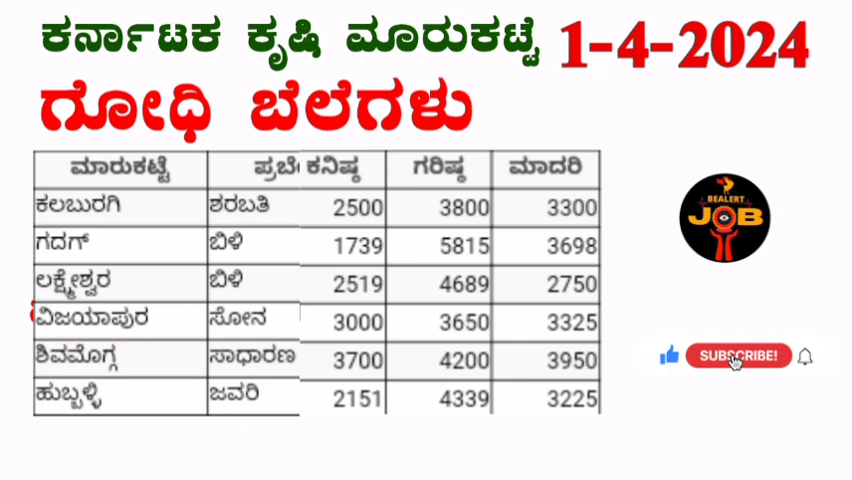 ಕರ್ನಾಟಕ ಕೃಷಿ ಮಾರುಕಟ್ಟೆ 1-4-2024
ಗೋಧಿ ಬೆಲೆಗಳು
ಮಾರುಕಟ್ಟೆ ಕನಿಷ್ಠ ಗರಿಷ್ಠ ಮಾದರಿ
ಕಲಬುರಗಿ ಶರಬತಿ 2500 3800 3300
ಗದಗ್ ಬಿಳಿ 1739 5815 3698
ಲಕ್ಷ್ಮೇಶ್ವರ ಬಿಳಿ 2519 4689 2750
ವಿಜಯಾಪುರ ಸೋನ 3000 3650 3325
ಶಿವಮೊಗ್ಗ ಸಾಧಾರಣ 3700 4200 3950
ಹುಬ್ಬಳ್ಳಿ ಜವರಿ 2151 4339 3225
BEALERT
JOB
SUBSCRIBE!